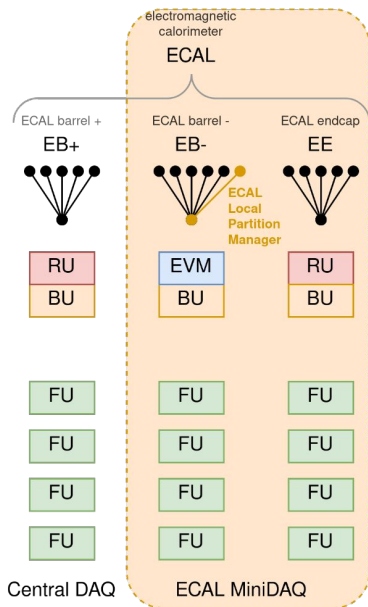 electromagnetic
calorimeter
ECAL
ECAL barrel + ECAL barrel - ECAL endcap
EB+ EB- EE
ECAL
Local
Partition
Manager
RU EVM RU
BU BU BU
FU FU FU
FU FU FU
FU FU FU
FU FU FU
Central DAQ ECAL MiniDAQ